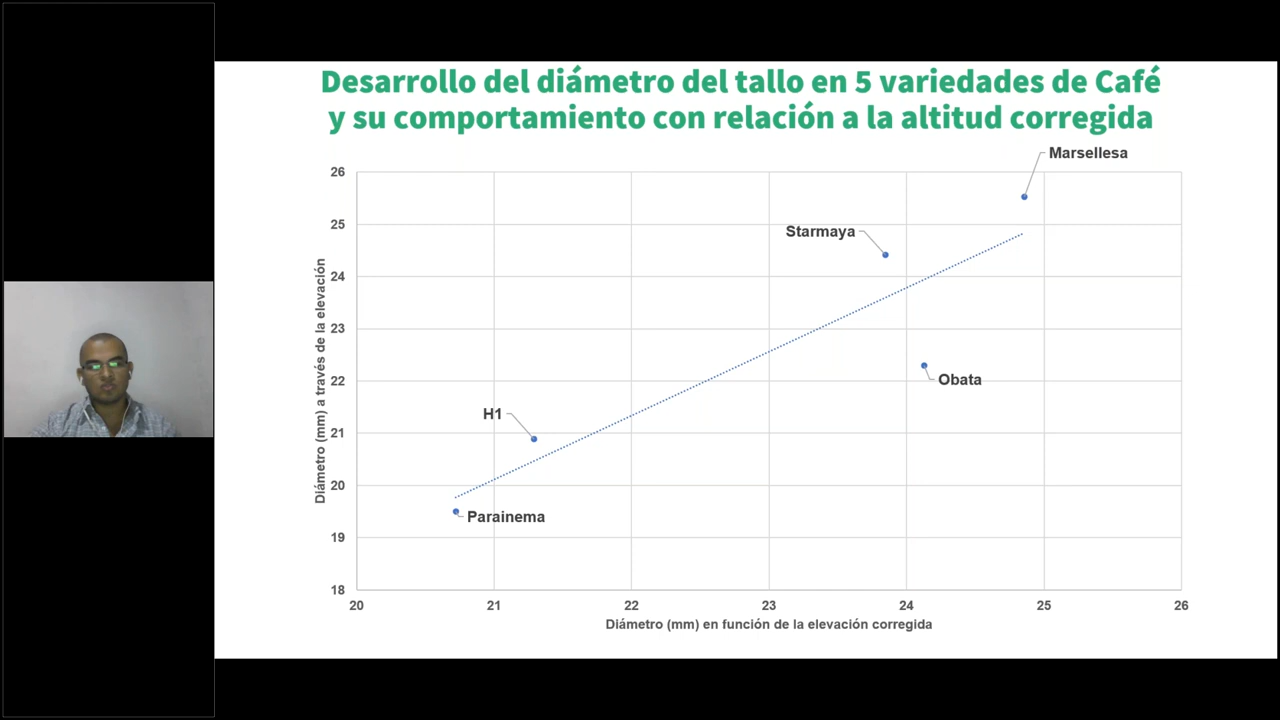 Desarrollo del diámetro del tallo en 5 variedades de Café
y su comportamiento con relación a la altitud corregida
Marsellesa
Starmaya
Obata
H1
Parainema
Diámetro (mm) a través de la elevación
26
25
24
23
22
21
20
19
18
20 21 22 23 24 25 26
Diámetro (mm) en función de la elevación corregida